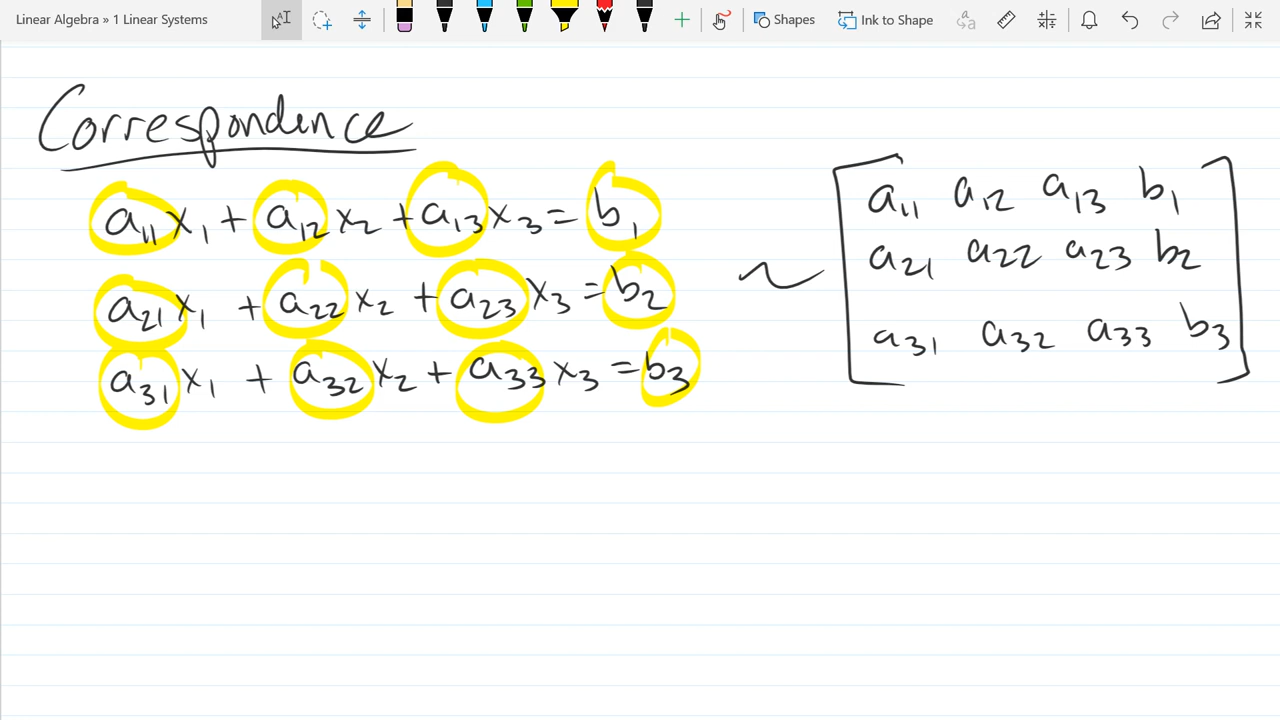 Linear Algebra » 1 Linear Systems
Shapes
Ink to Shape
Correspondence
a₁₁x₁ + a₁₂x₂ + a₁₃x₃ = b₁
a₂₁x₁ + a₂₂x₂ + a₂₃x₃ = b₂
a₃₁x₁ + a₃₂x₂ + a₃₃x₃ = b₃
~
a₁₁ a₁₂ a₁₃ b₁
a₂₁ a₂₂ a₂₃ b₂
a₃₁ a₃₂ a₃₃ b₃